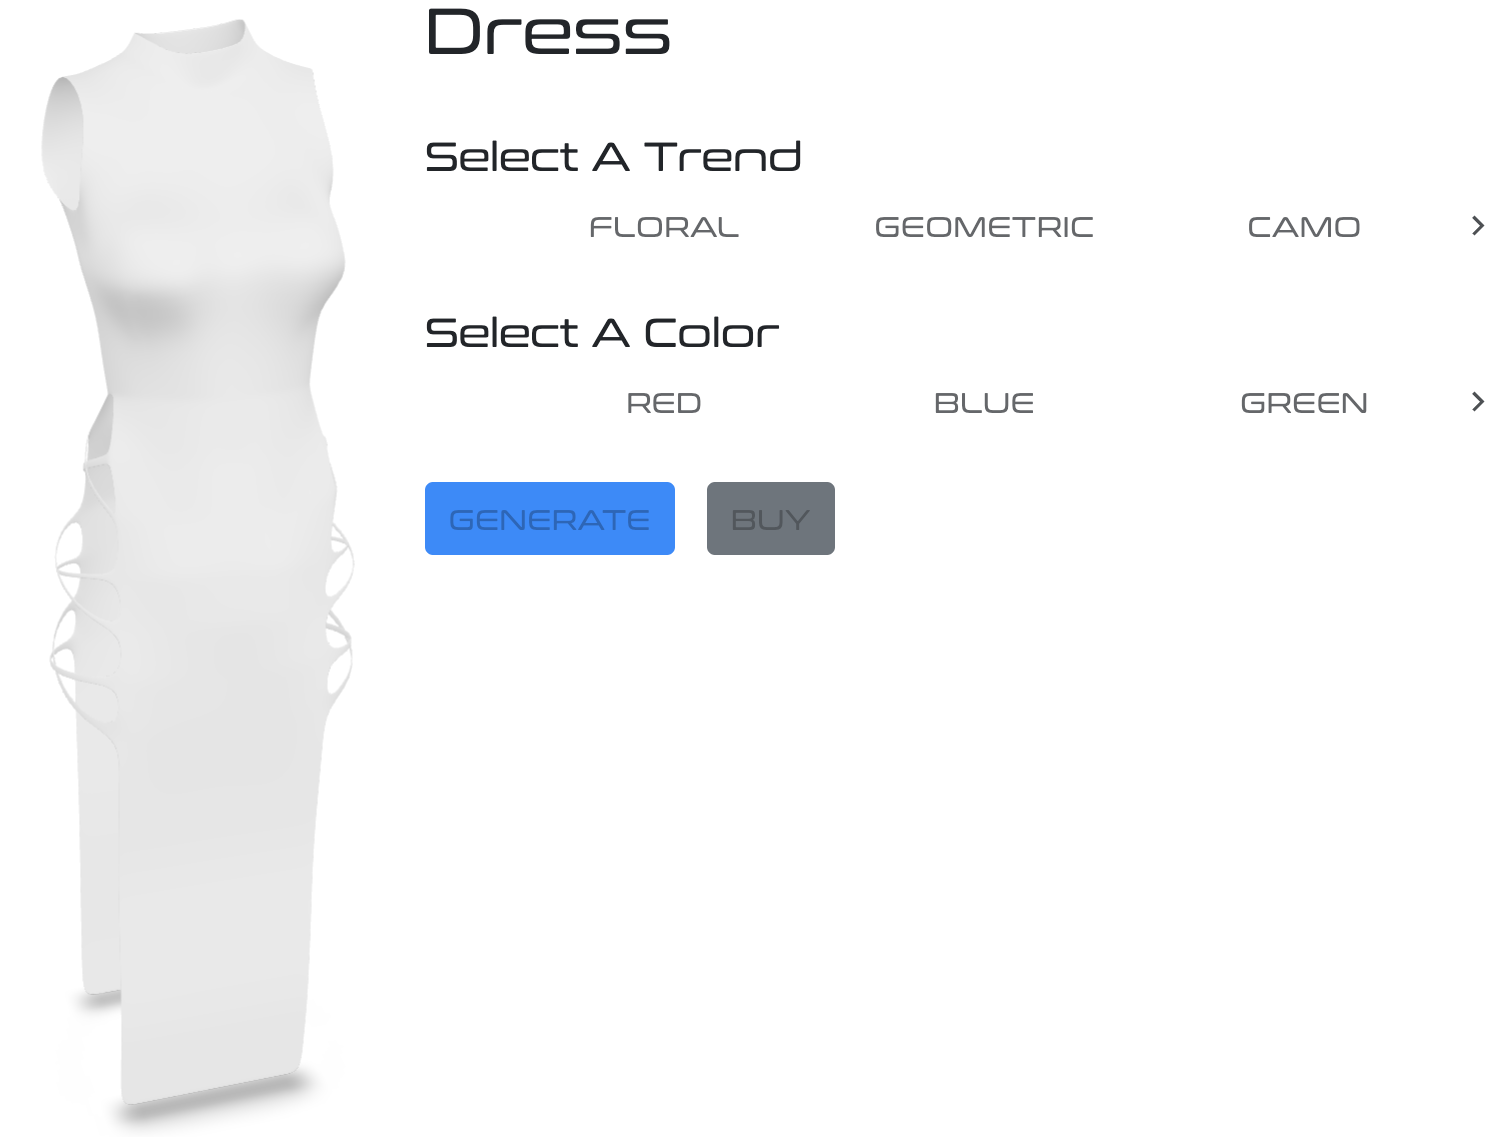 Dress
Select A Trend
FLORAL GEOMETRIC CAMO
Select A Color
RED BLUE GREEN
GENERATE BUY